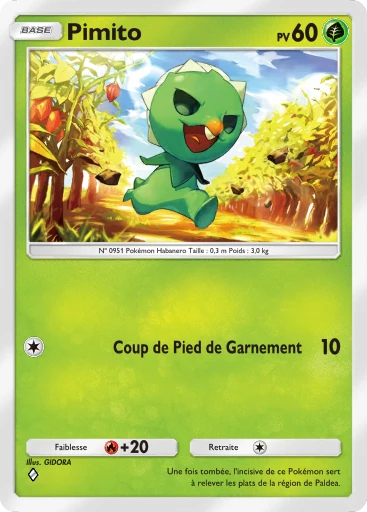 BASE Pimito PV 60
N° 0951 Pokémon Habanero Taille : 0,3 m Poids : 3,0 kg
Coup de Pied de Garnement 10
Faiblesse +20 Retraite
Illus. GIDORA
Une fois tombée, l'incisive de ce Pokémon sert
à relever les plats de la région de Paldea.